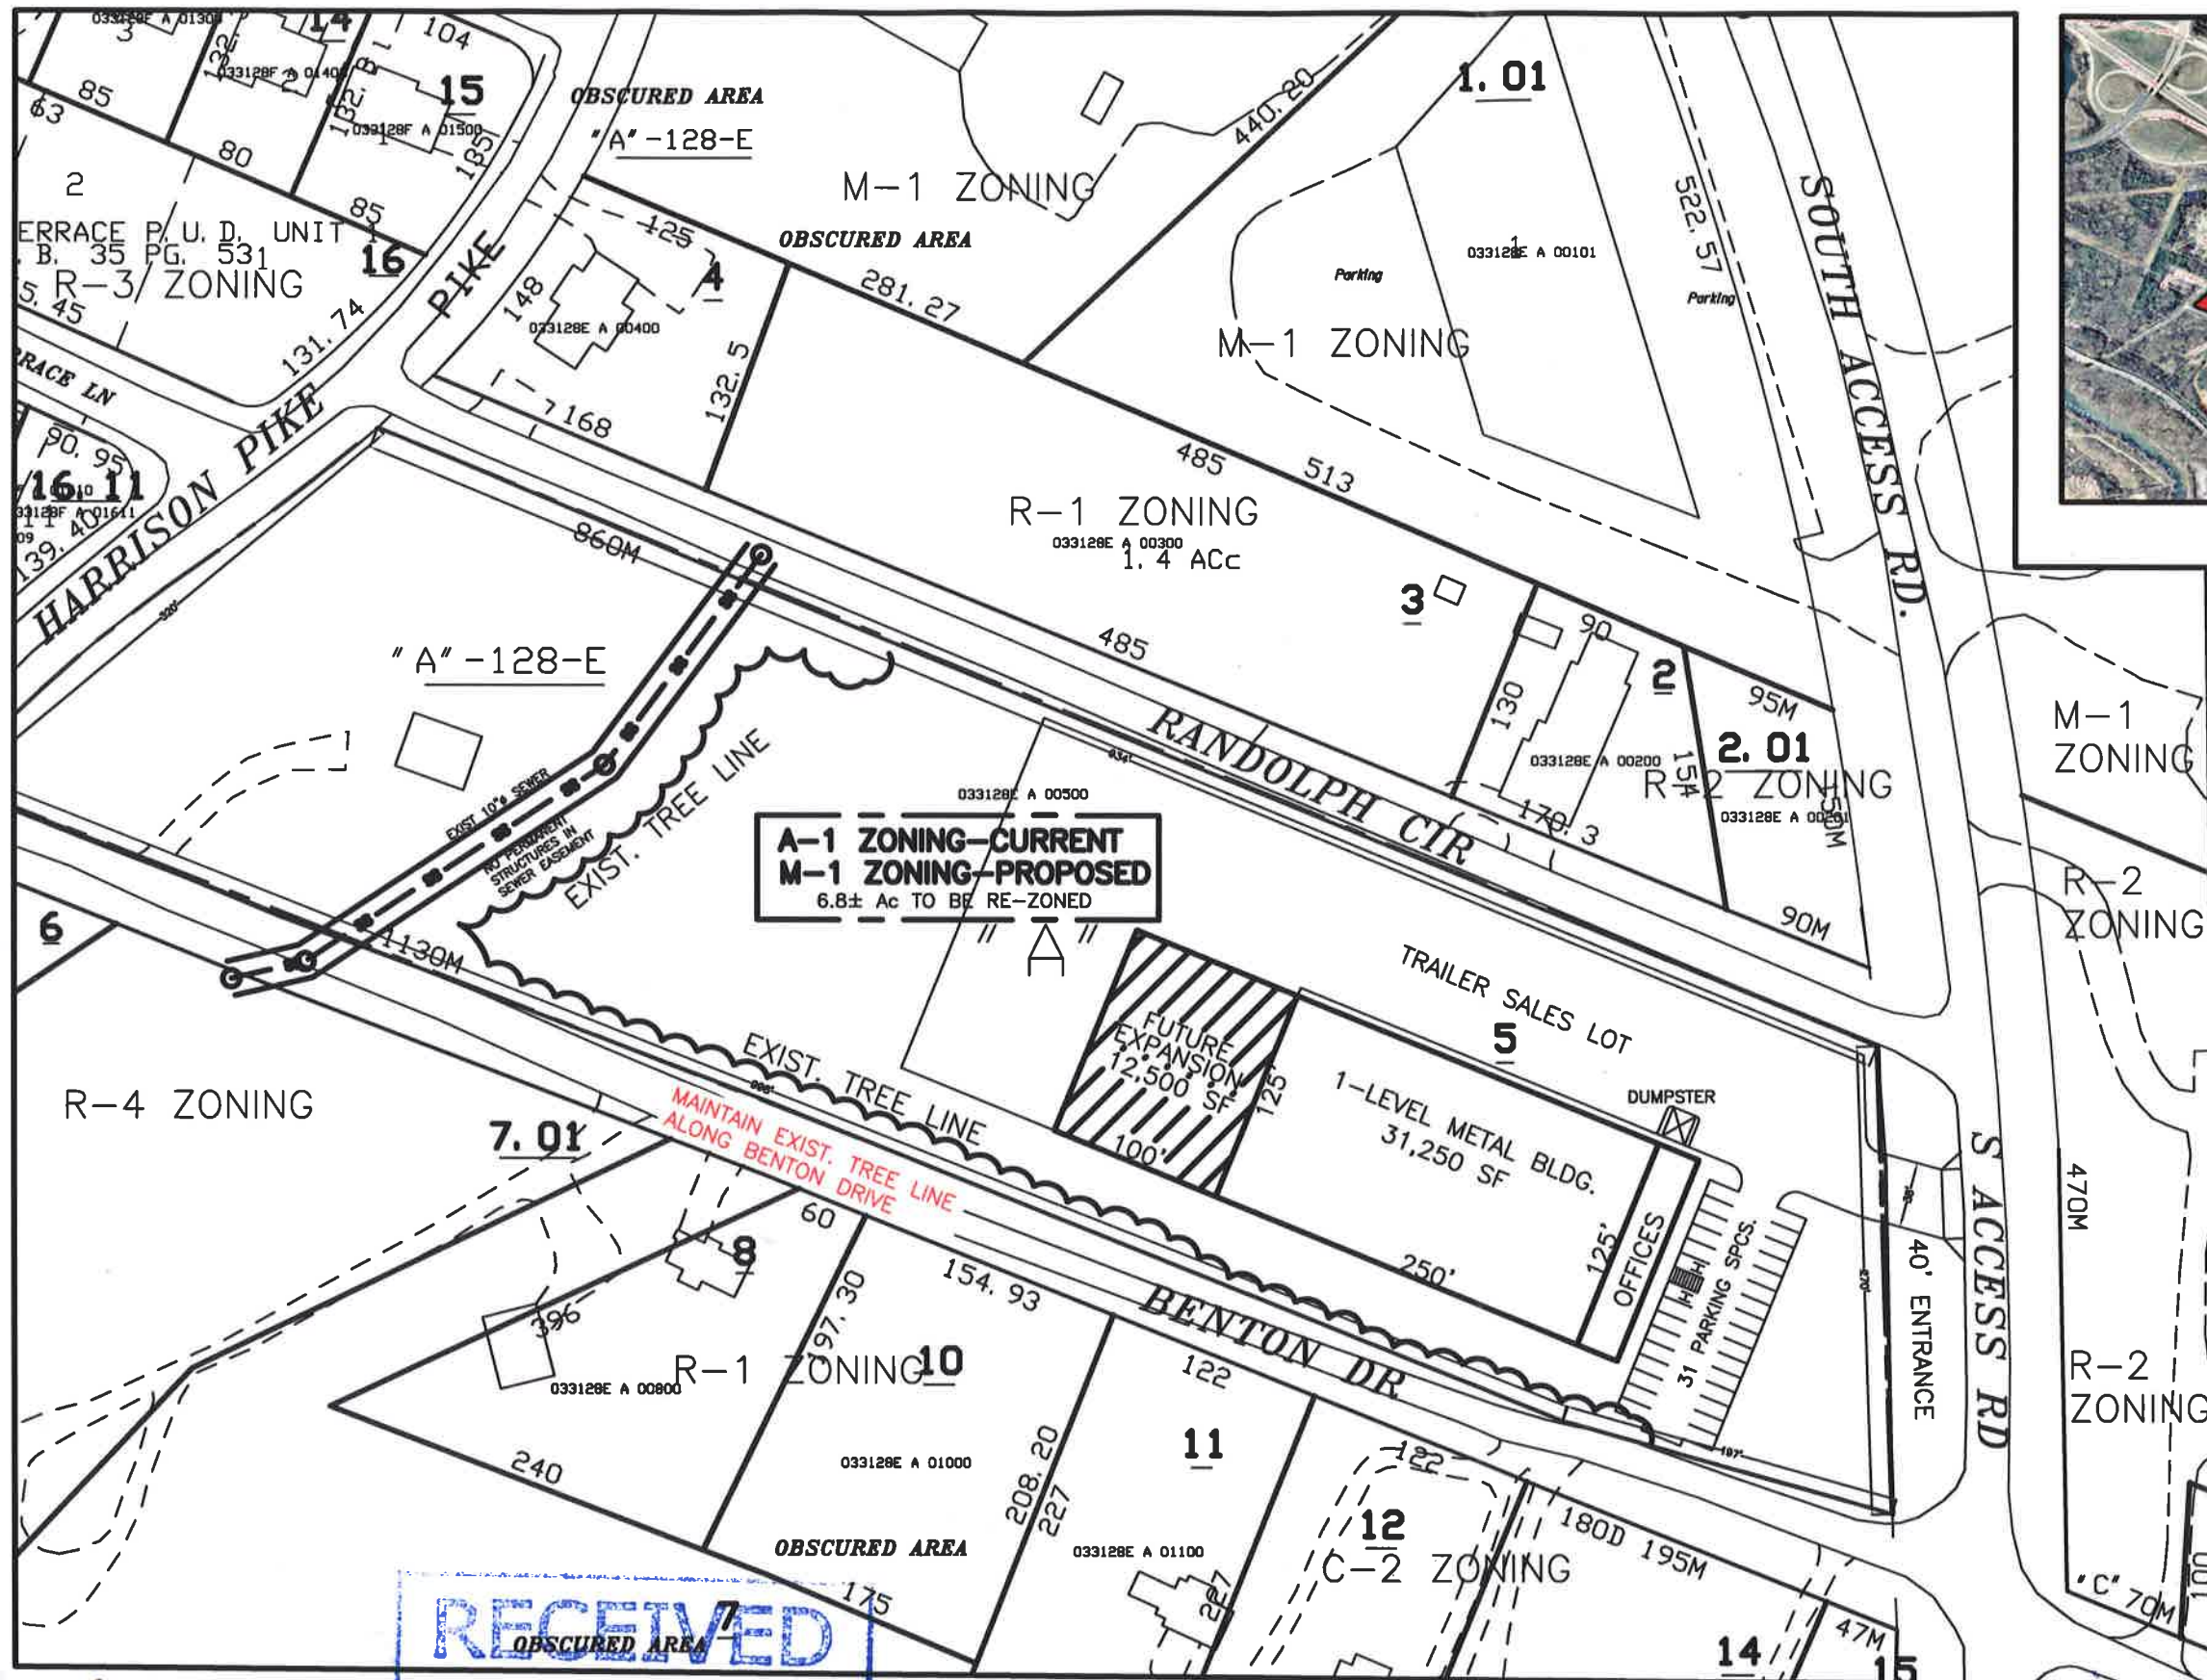 033128F A 01300
3
14
132.
104
033128F A 01400
2
132. B1
15
033128F A 01500
1
185
63
85
80
85
2
ERRACE P. U. D. UNIT 1
. B. 35 PG. 531
R-3 ZONING
16
5. 45
131. 74
RRACE LN
90. 95
16. 11
139. 40
HARRISON PIKE
PIKE
OBSCURED AREA
"A" -128-E
M-1 ZONING
OBSCURED AREA
125
4
148
033128E A 00400
132. 5
168
281. 27
440. 20
1. 01
033128E A 00101
1
Parking
Parking
522. 57
M-1 ZONING
SOUTH ACCESS RD.
485
513
R-1 ZONING
033128E A 00300
1. 4 ACc
3
485
130
90
2
033128E A 00200
170. 3
95M
2. 01
R-2 ZONING
033128E A 00201
150M
90M
M-1
ZONING
R-2
ZONING
860M
320'
"A" -128-E
EXIST 10"ø SEWER
NO PERMANENT
STRUCTURES IN
SEWER EASEMENT
EXIST. TREE LINE
RANDOLPH CIR
934'
033128E A 00500
A-1 ZONING-CURRENT
M-1 ZONING-PROPOSED
6.8± Ac TO BE RE-ZONED
" A "
6
1130M
TRAILER SALES LOT
5
FUTURE
EXPANSION
12,500 SF
125'
100'
1-LEVEL METAL BLDG.
31,250 SF
DUMPSTER
125'
250'
OFFICES
H
H
31 PARKING SPCS.
40' ENTRANCE
S ACCESS RD
470M
R-2
ZONING
EXIST. TREE LINE
MAINTAIN EXIST. TREE LINE
ALONG BENTON DRIVE
BENTON DR
197'
R-4 ZONING
7. 01
60
8
396
033128E A 00800
R-1 ZONING
197. 30
154. 93
10
033128E A 01000
240
208. 20
227
122
11
033128E A 01100
227
OBSCURED AREA
175
122
12
C-2 ZONING
180D 195M
14
47M
15
"C" 70M
100
RECEIVED
7
OBSCURED AREA